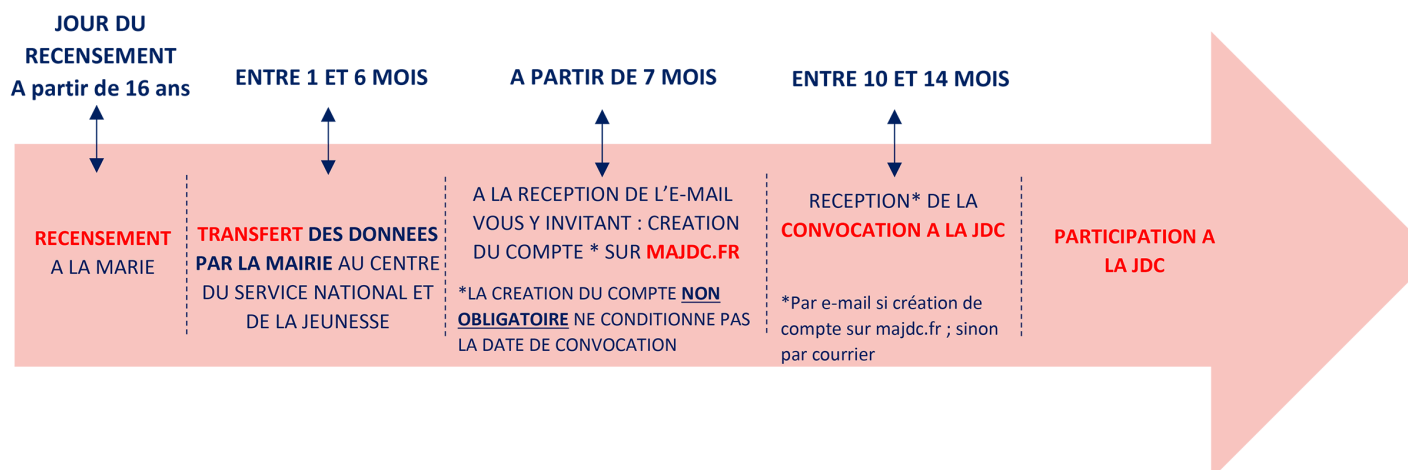 JOUR DU
RECENSEMENT
A partir de 16 ans
ENTRE 1 ET 6 MOIS
A PARTIR DE 7 MOIS
ENTRE 10 ET 14 MOIS
RECENSEMENT
A LA MARIE
TRANSFERT DES DONNEES
PAR LA MAIRIE AU CENTRE
DU SERVICE NATIONAL ET
DE LA JEUNESSE
A LA RECEPTION DE L’E-MAIL
VOUS Y INVITANT : CREATION
DU COMPTE * SUR MAJDC.FR
*LA CREATION DU COMPTE NON
OBLIGATOIRE NE CONDITIONNE PAS
LA DATE DE CONVOCATION
RECEPTION* DE LA
CONVOCATION A LA JDC
*Par e-mail si création de
compte sur majdc.fr ; sinon
par courrier
PARTICIPATION A
LA JDC